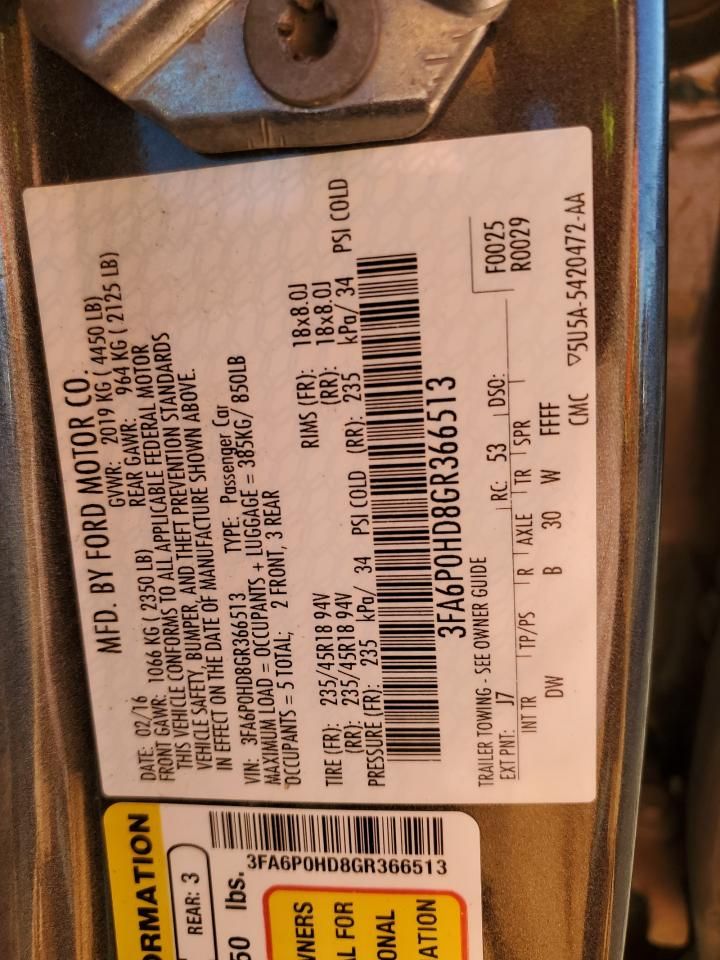 MFD. BY FORD MOTOR CO.
DATE: 02/16 GVWR: 2019 KG ( 4450 LB)
FRONT GAWR: 1066 KG ( 2350 LB) REAR GAWR: 964 KG ( 2125 LB)
THIS VEHICLE CONFORMS TO ALL APPLICABLE FEDERAL MOTOR
VEHICLE SAFETY, BUMPER, AND THEFT PREVENTION STANDARDS
IN EFFECT ON THE DATE OF MANUFACTURE SHOWN ABOVE.
VIN: 3FA6P0HD8GR366513 TYPE: Passenger Car
MAXIMUM LOAD = OCCUPANTS + LUGGAGE = 385KG/ 850LB
OCCUPANTS = 5 TOTAL; 2 FRONT, 3 REAR
TIRE (FR): 235/45R18 94V RIMS (FR): 18x8.0J
(RR): 235/45R18 94V (RR): 18x8.0J
PRESSURE (FR): 235 kPa/ 34 PSI COLD (RR): 235 kPa/ 34 PSI COLD
3FA6P0HD8GR366513
F0025
TRAILER TOWING - SEE OWNER GUIDE R0029
EXT PNT: J7 RC: 53 DSO:
INT TR TP/PS R AXLE TR SPR
DW B 30 W FFFF
CMC ▽5U5A-5420472-AA
ORMATION
REAR: 3
50 lbs.
3FA6P0HD8GR366513
WNERS
L FOR
ONAL
ATION